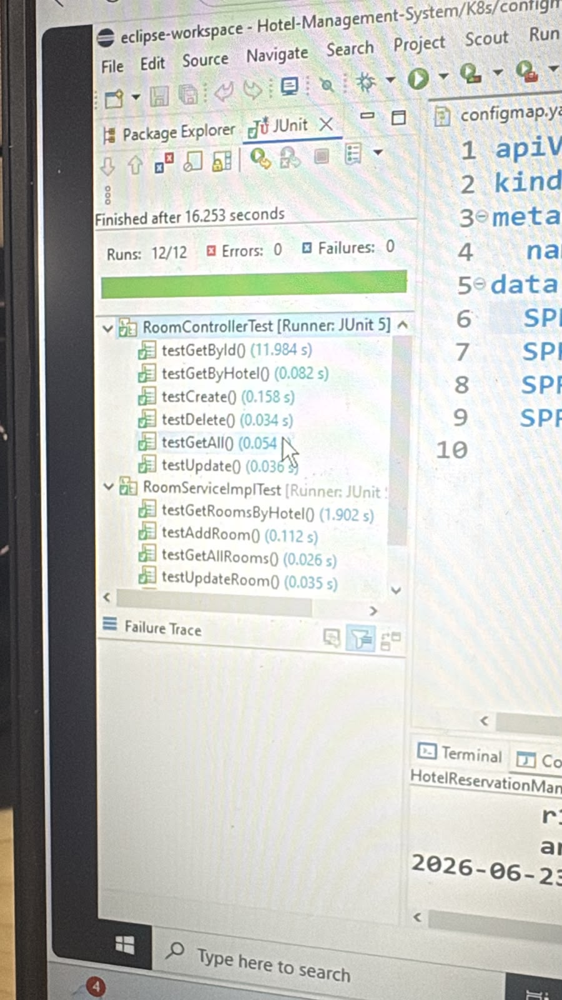 eclipse-workspace - Hotel-Management-System/K8s/configm
File Edit Source Navigate Search Project Scout Run
Package Explorer JUnit
configmap.ya
Finished after 16.253 seconds
Runs: 12/12 Errors: 0 Failures: 0
RoomControllerTest [Runner: JUnit 5]
testGetById() (11.984 s)
testGetByHotel() (0.082 s)
testCreate() (0.158 s)
testDelete() (0.034 s)
testGetAll() (0.054
testUpdate() (0.036 s)
RoomServiceImplTest [Runner: JUnit
testGetRoomsByHotel() (1.902 s)
testAddRoom() (0.112 s)
testGetAllRooms() (0.026 s)
testUpdateRoom() (0.035 s)
Failure Trace
1 apiV
2 kind
3 meta
4 na
5 data
6 SP
7 SP
8 SP
9 SP
10
Terminal Co
HotelReservationMan
r
a
2026-06-23
Type here to search
4